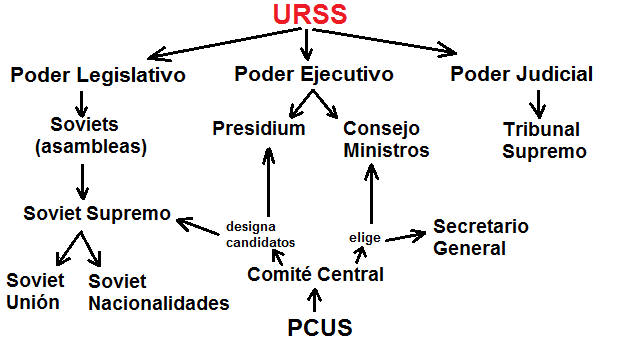 URSS
Poder Legislativo
Poder Ejecutivo
Poder Judicial
Soviets
(asambleas)
Presidium
Consejo
Ministros
Tribunal
Supremo
Soviet Supremo
designa
candidatos
elige
Secretario
General
Soviet
Unión
Soviet
Nacionalidades
Comité Central
PCUS